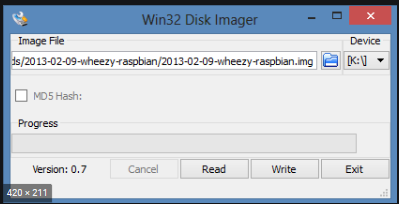 Win32 Disk Imager
Image File
Device
ds/2013-02-09-wheezy-raspbian/2013-02-09-wheezy-raspbian.img
[K:\]
MD5 Hash:
Progress
Version: 0.7
Cancel
Read
Write
Exit
420 × 211